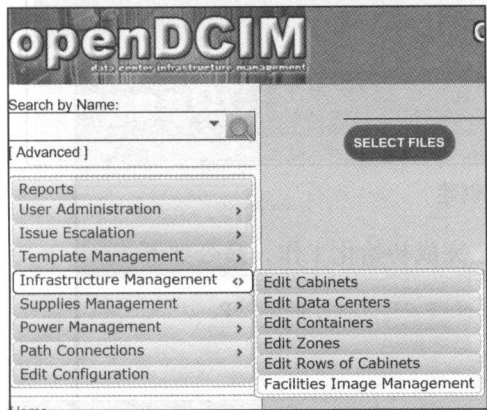 openDCIM
data center infrastructure management
Search by Name:
[ Advanced ]
SELECT FILES
Reports
User Administration
Issue Escalation
Template Management
Infrastructure Management
Supplies Management
Power Management
Path Connections
Edit Configuration
Edit Cabinets
Edit Data Centers
Edit Containers
Edit Zones
Edit Rows of Cabinets
Facilities Image Management